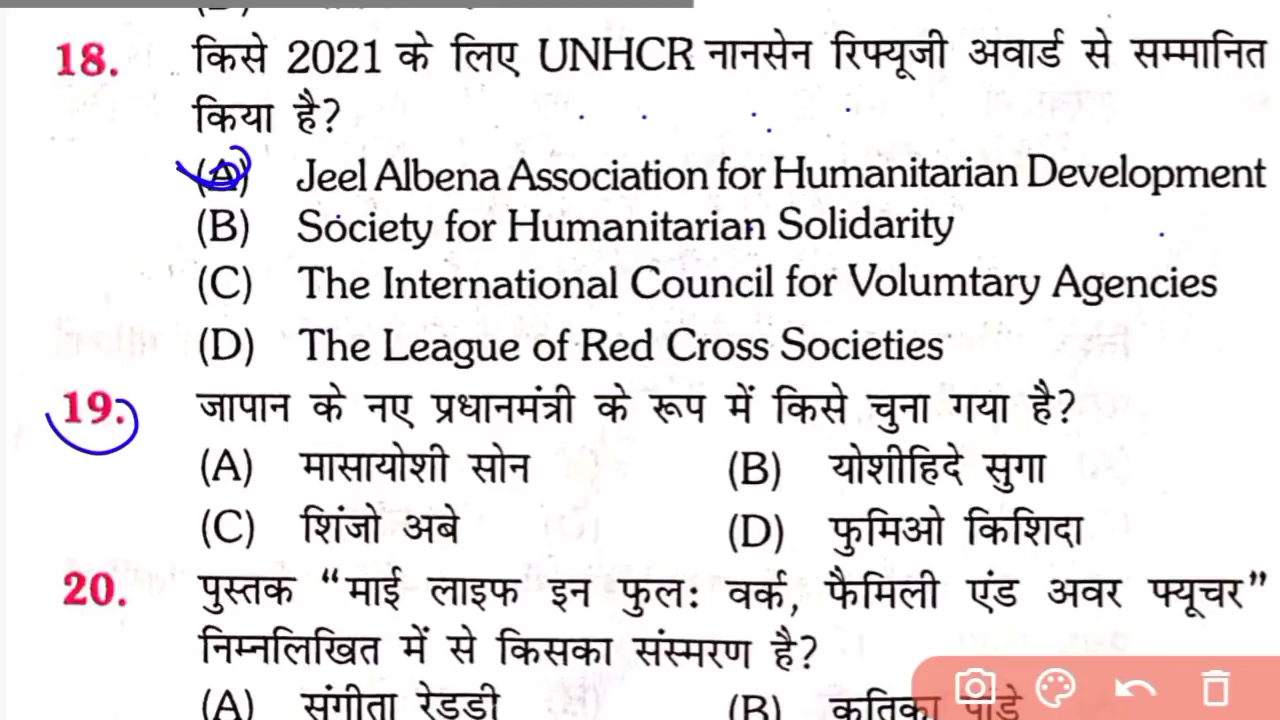 18. किसे 2021 के लिए UNHCR नानसेन रिफ्यूजी अवार्ड से सम्मानित
किया है?
(A) Jeel Albena Association for Humanitarian Development
(B) Society for Humanitarian Solidarity
(C) The International Council for Volumtary Agencies
(D) The League of Red Cross Societies
19. जापान के नए प्रधानमंत्री के रूप में किसे चुना गया है?
(A) मासायोशी सोन (B) योशीहिदे सुगा
(C) शिंजो अबे (D) फुमिओ किशिदा
20. पुस्तक “माई लाइफ इन फुल: वर्क, फैमिली एंड अवर फ्यूचर”
निम्नलिखित में से किसका संस्मरण है?
(A) संगीता रेड्डी (B) कृतिका पांडे